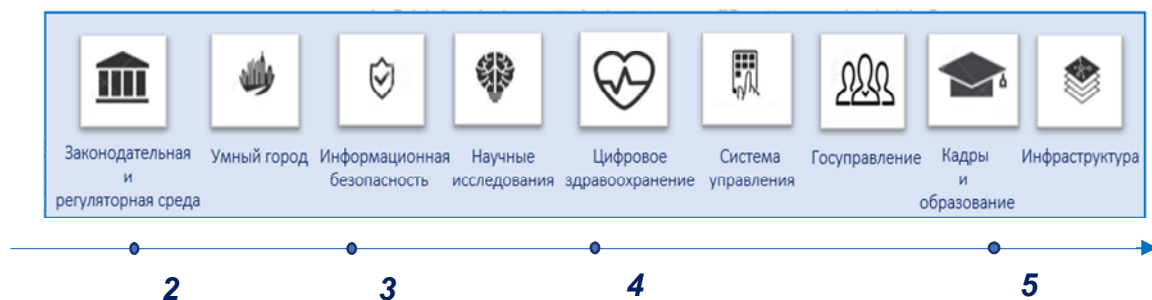 Законодательная
и
регуляторная среда
Умный город
Информационная
безопасность
Научные
исследования
Цифровое
здравоохранение
Система
управления
Госуправление
Кадры
и
образование
Инфраструктура
2
3
4
5